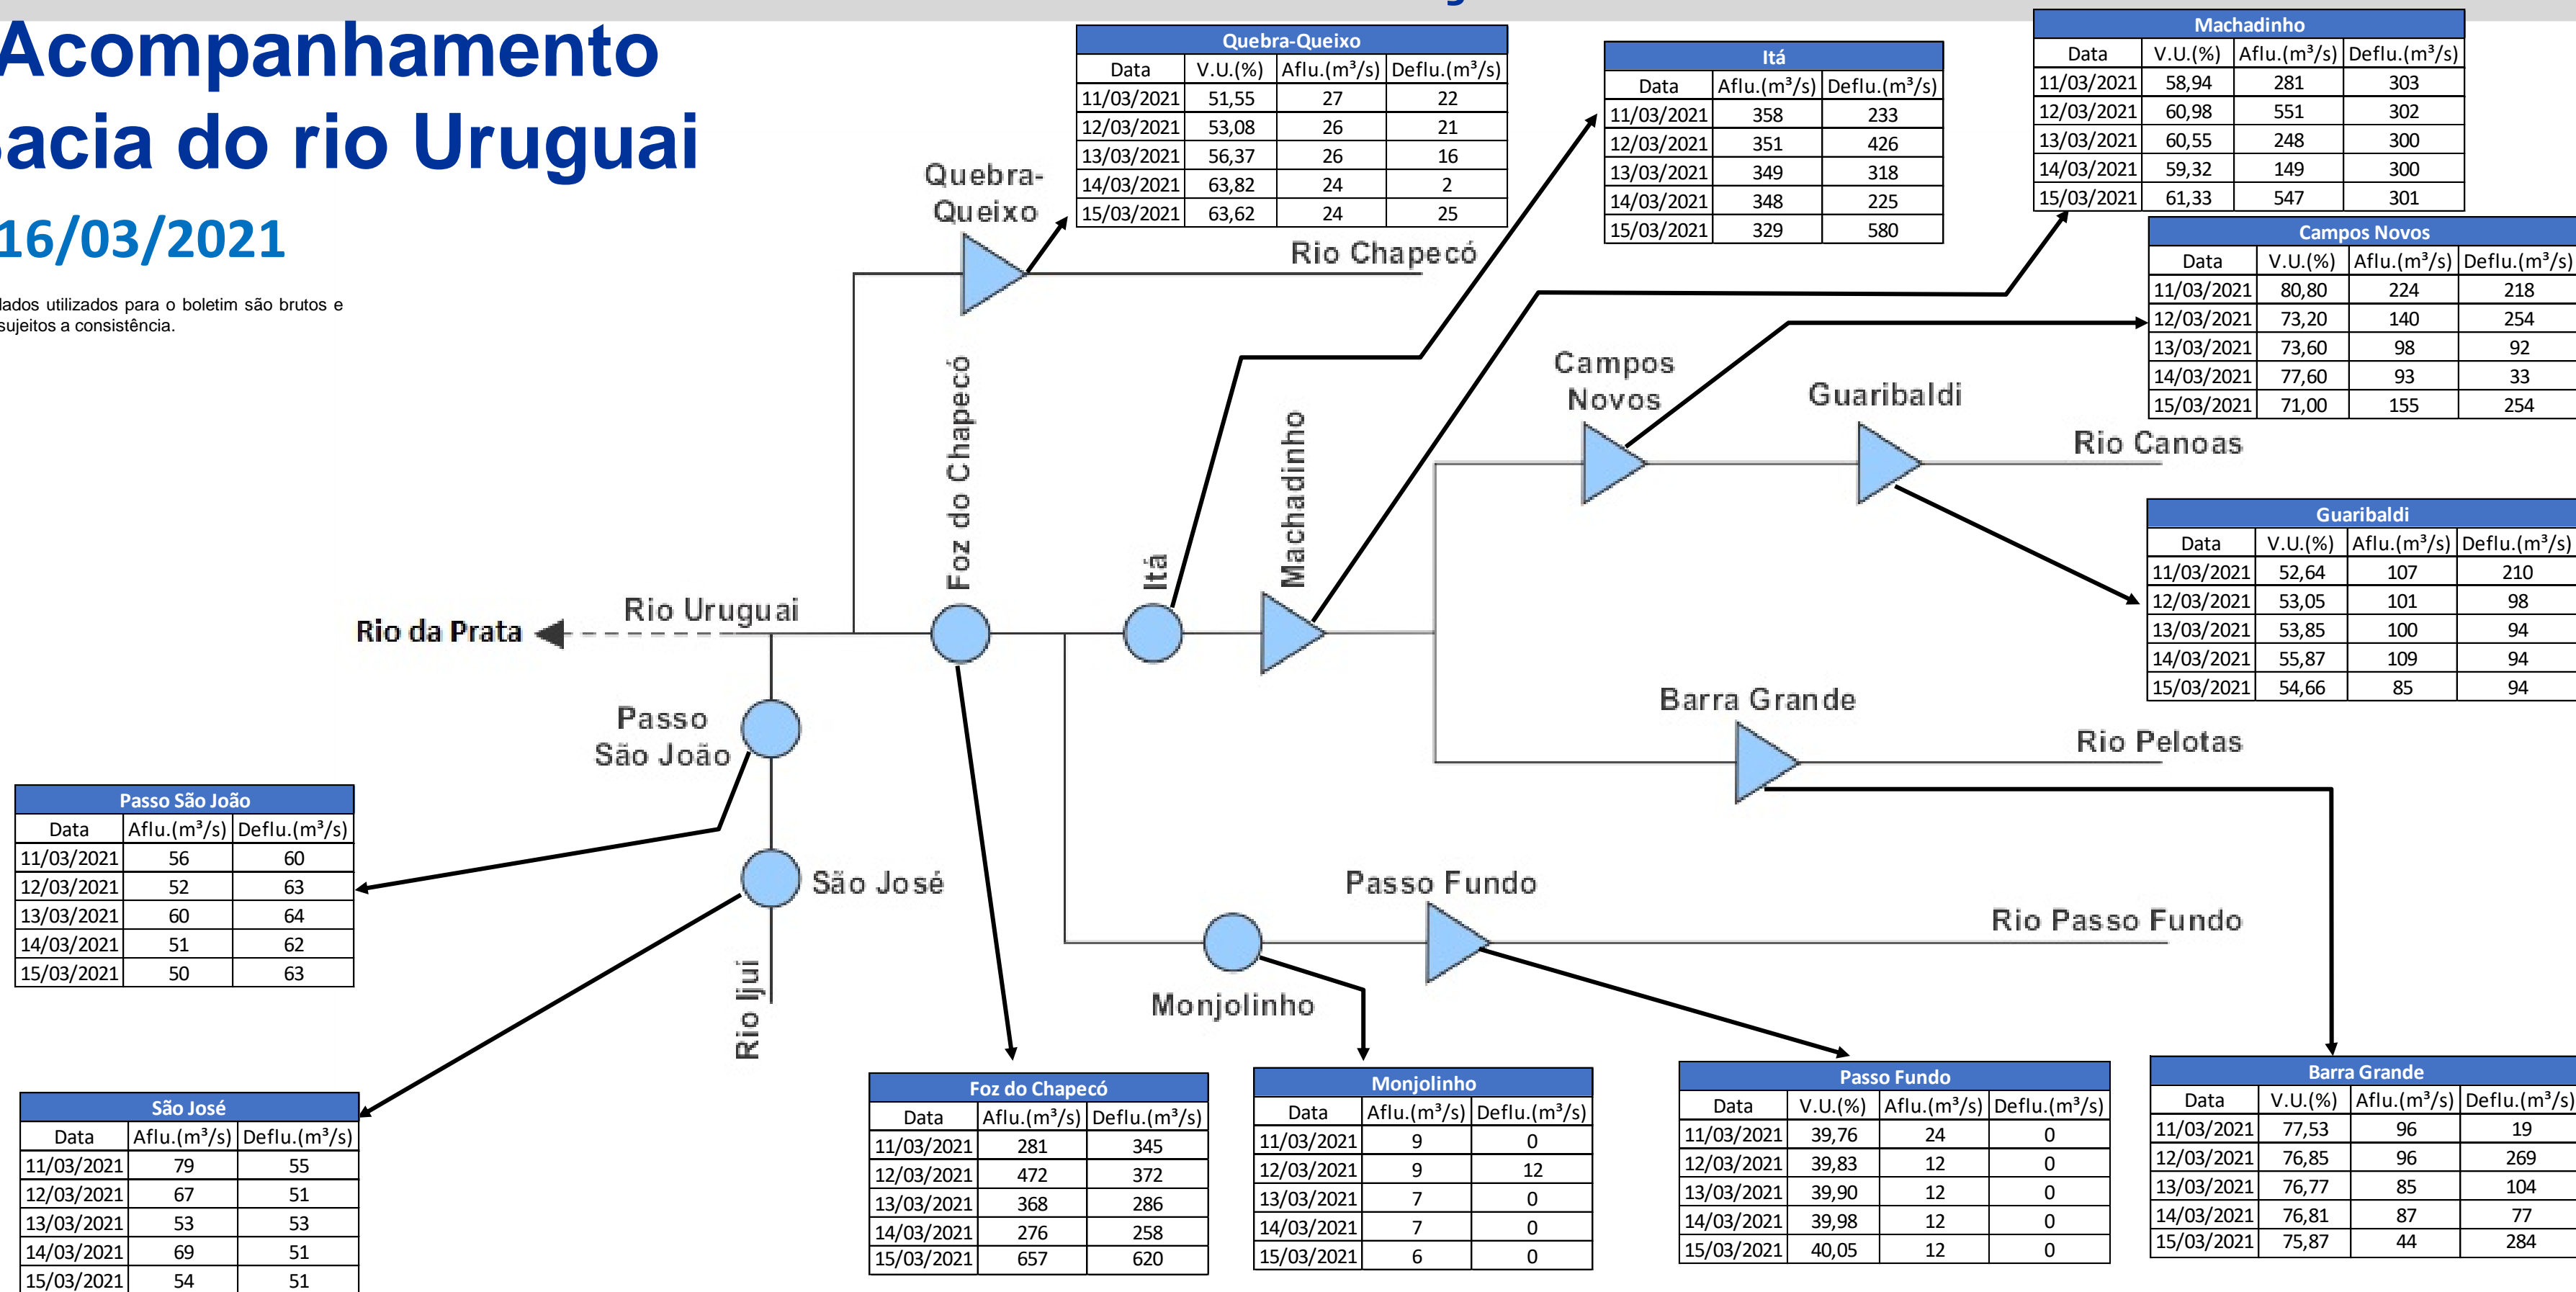 Acompanhamento
Bacia do rio Uruguai
16/03/2021
dados utilizados para o boletim são brutos e
sujeitos a consistência.
Quebra-Queixo
Data V.U.(%) Aflu.(m³/s) Deflu.(m³/s)
11/03/2021 51,55 27 22
12/03/2021 53,08 26 21
13/03/2021 56,37 26 16
14/03/2021 63,82 24 2
15/03/2021 63,62 24 25
Itá
Data Aflu.(m³/s) Deflu.(m³/s)
11/03/2021 358 233
12/03/2021 351 426
13/03/2021 349 318
14/03/2021 348 225
15/03/2021 329 580
Machadinho
Data V.U.(%) Aflu.(m³/s) Deflu.(m³/s)
11/03/2021 58,94 281 303
12/03/2021 60,98 551 302
13/03/2021 60,55 248 300
14/03/2021 59,32 149 300
15/03/2021 61,33 547 301
Campos Novos
Data V.U.(%) Aflu.(m³/s) Deflu.(m³/s)
11/03/2021 80,80 224 218
12/03/2021 73,20 140 254
13/03/2021 73,60 98 92
14/03/2021 77,60 93 33
15/03/2021 71,00 155 254
Guaribaldi
Data V.U.(%) Aflu.(m³/s) Deflu.(m³/s)
11/03/2021 52,64 107 210
12/03/2021 53,05 101 98
13/03/2021 53,85 100 94
14/03/2021 55,87 109 94
15/03/2021 54,66 85 94
Quebra-
Queixo
Rio Chapecó
Foz do Chapecó
Itá
Machadinho
Campos
Novos
Guaribaldi
Rio Canoas
Rio da Prata
Rio Uruguai
Barra Grande
Rio Pelotas
Passo
São João
São José
Rio Ijuí
Passo Fundo
Rio Passo Fundo
Monjolinho
Passo São João
Data Aflu.(m³/s) Deflu.(m³/s)
11/03/2021 56 60
12/03/2021 52 63
13/03/2021 60 64
14/03/2021 51 62
15/03/2021 50 63
São José
Data Aflu.(m³/s) Deflu.(m³/s)
11/03/2021 79 55
12/03/2021 67 51
13/03/2021 53 53
14/03/2021 69 51
15/03/2021 54 51
Foz do Chapecó
Data Aflu.(m³/s) Deflu.(m³/s)
11/03/2021 281 345
12/03/2021 472 372
13/03/2021 368 286
14/03/2021 276 258
15/03/2021 657 620
Monjolinho
Data Aflu.(m³/s) Deflu.(m³/s)
11/03/2021 9 0
12/03/2021 9 12
13/03/2021 7 0
14/03/2021 7 0
15/03/2021 6 0
Passo Fundo
Data V.U.(%) Aflu.(m³/s) Deflu.(m³/s)
11/03/2021 39,76 24 0
12/03/2021 39,83 12 0
13/03/2021 39,90 12 0
14/03/2021 39,98 12 0
15/03/2021 40,05 12 0
Barra Grande
Data V.U.(%) Aflu.(m³/s) Deflu.(m³/s)
11/03/2021 77,53 96 19
12/03/2021 76,85 96 269
13/03/2021 76,77 85 104
14/03/2021 76,81 87 77
15/03/2021 75,87 44 284